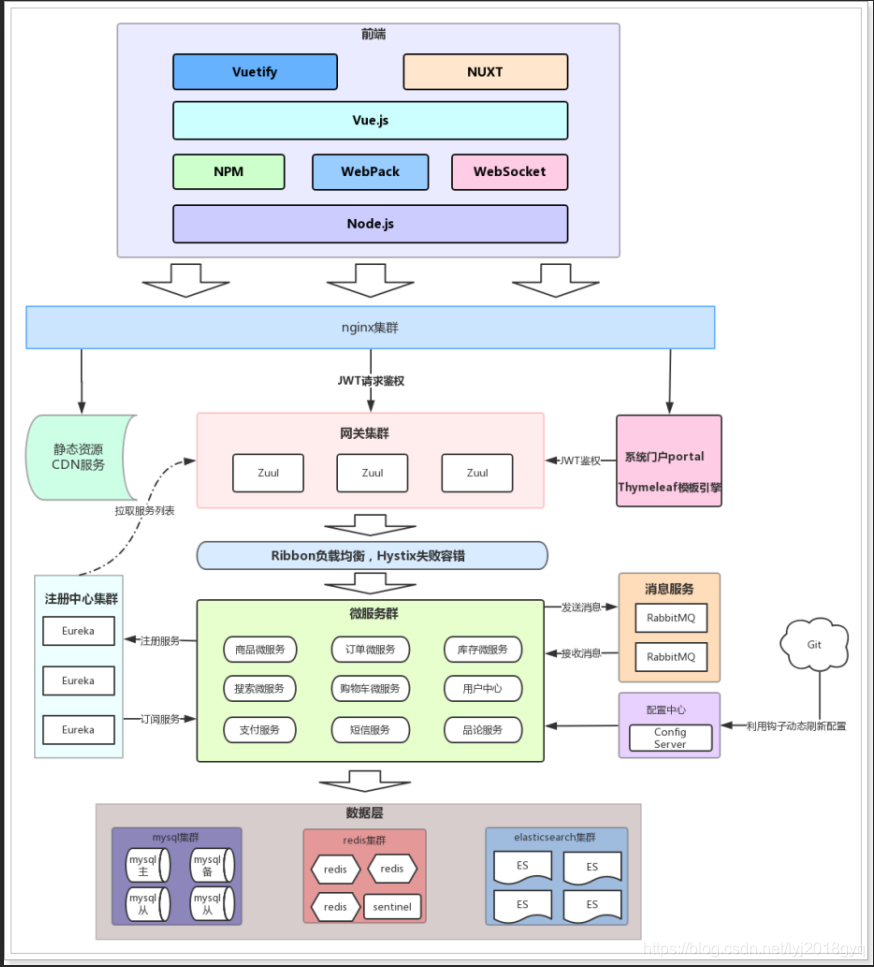 前端
Vuetify
NUXT
Vue.js
NPM
WebPack
WebSocket
Node.js
nginx集群
JWT请求鉴权
静态资源
CDN服务
网关集群
Zuul
Zuul
Zuul
JWT鉴权
系统门户portal
Thymeleaf模板引擎
拉取服务列表
Ribbon负载均衡，Hystix失败容错
注册中心集群
Eureka
Eureka
Eureka
注册服务
订阅服务
微服务群
商品微服务
订单微服务
库存微服务
搜索微服务
购物车微服务
用户中心
支付服务
短信服务
品论服务
发送消息
接收消息
消息服务
RabbitMQ
RabbitMQ
Git
配置中心
Config
Server
利用钩子动态刷新配置
数据层
mysql集群
mysql
主
mysql
备
mysql
从
mysql
从
redis集群
redis
redis
redis
sentinel
elasticsearch集群
ES
ES
ES
ES
https://blog.csdn.net/lyj2018gyq